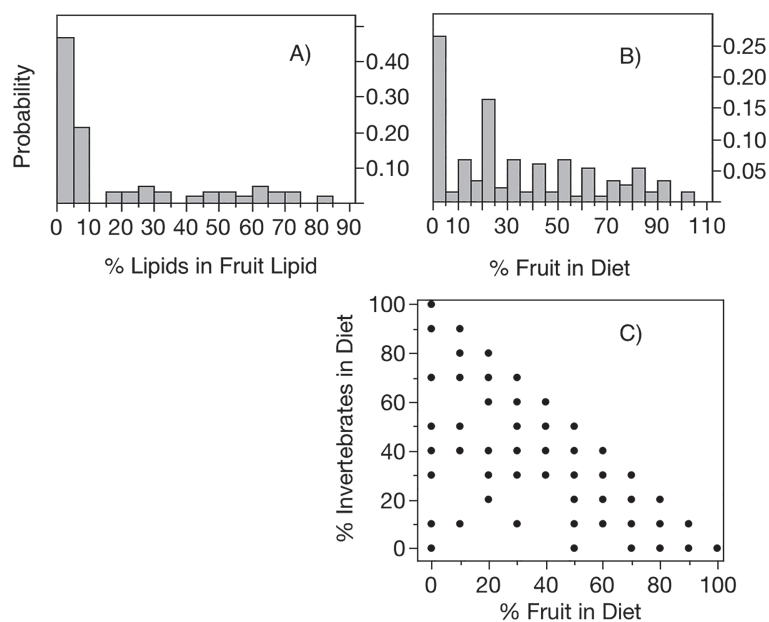 A)
Probability
0.40
0.30
0.20
0.10
0 10 20 30 40 50 60 70 80 90
% Lipids in Fruit Lipid
B)
0.25
0.20
0.15
0.10
0.05
0 10 30 50 70 90 110
% Fruit in Diet
C)
% Invertebrates in Diet
100
80
60
40
20
0
0 20 40 60 80 100
% Fruit in Diet